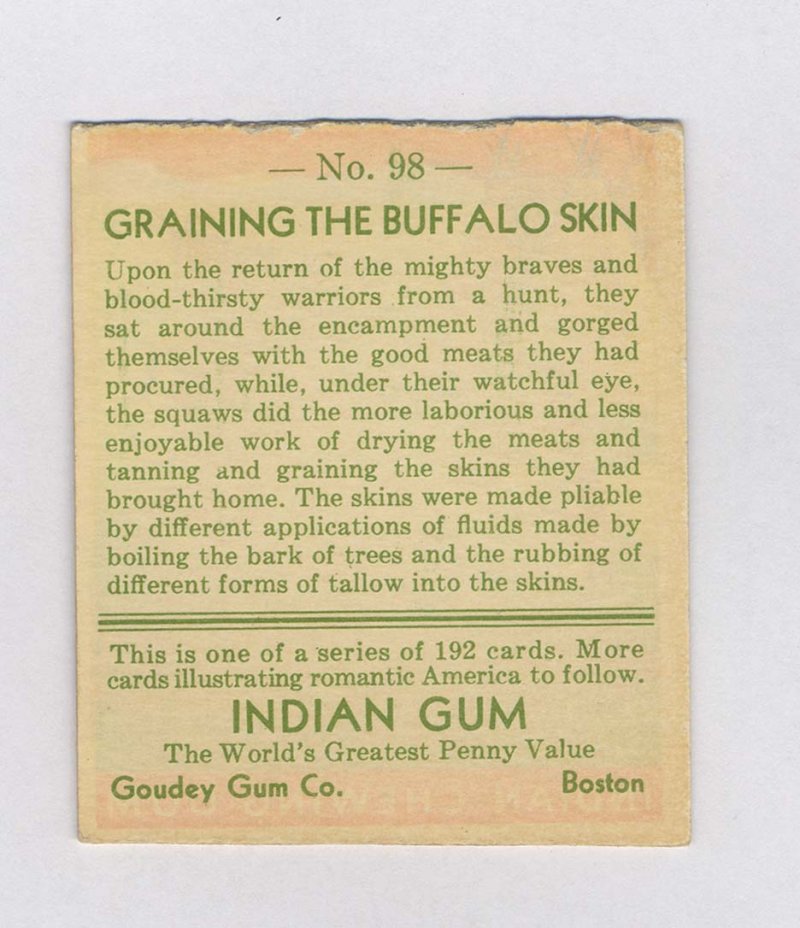 — No. 98 —
GRAINING THE BUFFALO SKIN
Upon the return of the mighty braves and
blood-thirsty warriors from a hunt, they
sat around the encampment and gorged
themselves with the good meats they had
procured, while, under their watchful eye,
the squaws did the more laborious and less
enjoyable work of drying the meats and
tanning and graining the skins they had
brought home. The skins were made pliable
by different applications of fluids made by
boiling the bark of trees and the rubbing of
different forms of tallow into the skins.
This is one of a series of 192 cards. More
cards illustrating romantic America to follow.
INDIAN GUM
The World's Greatest Penny Value
Goudey Gum Co. Boston